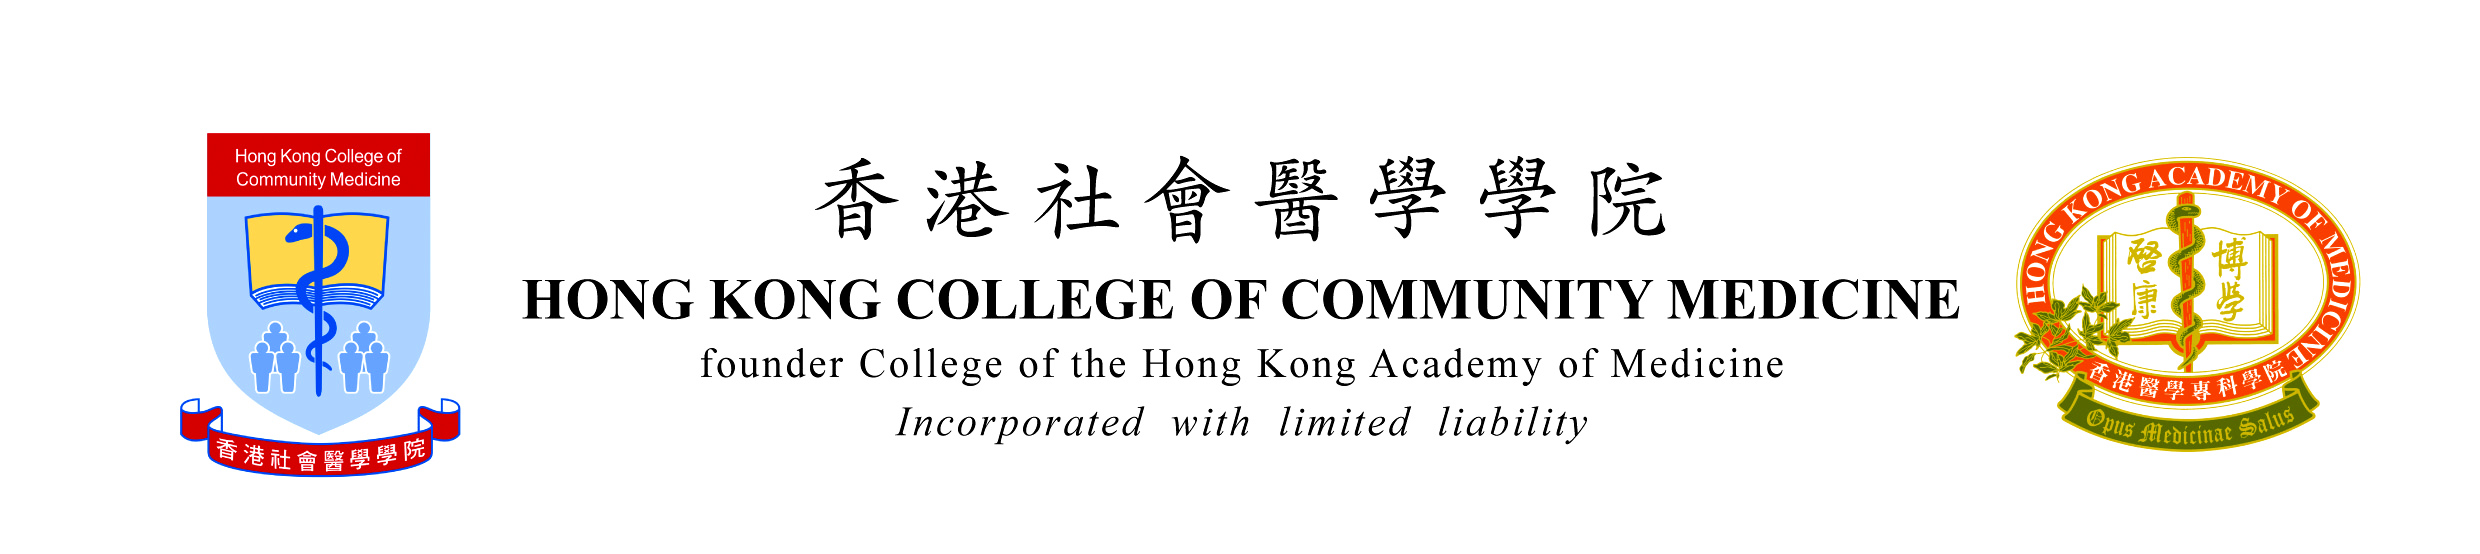 Hong Kong College of
Community Medicine
香港社會醫學學院
香港社會醫學學院
HONG KONG COLLEGE OF COMMUNITY MEDICINE
founder College of the Hong Kong Academy of Medicine
Incorporated with limited liability
HONG KONG ACADEMY OF MEDICINE
啓康
博學
香港醫學專科學院
Opus Medicinae Salus